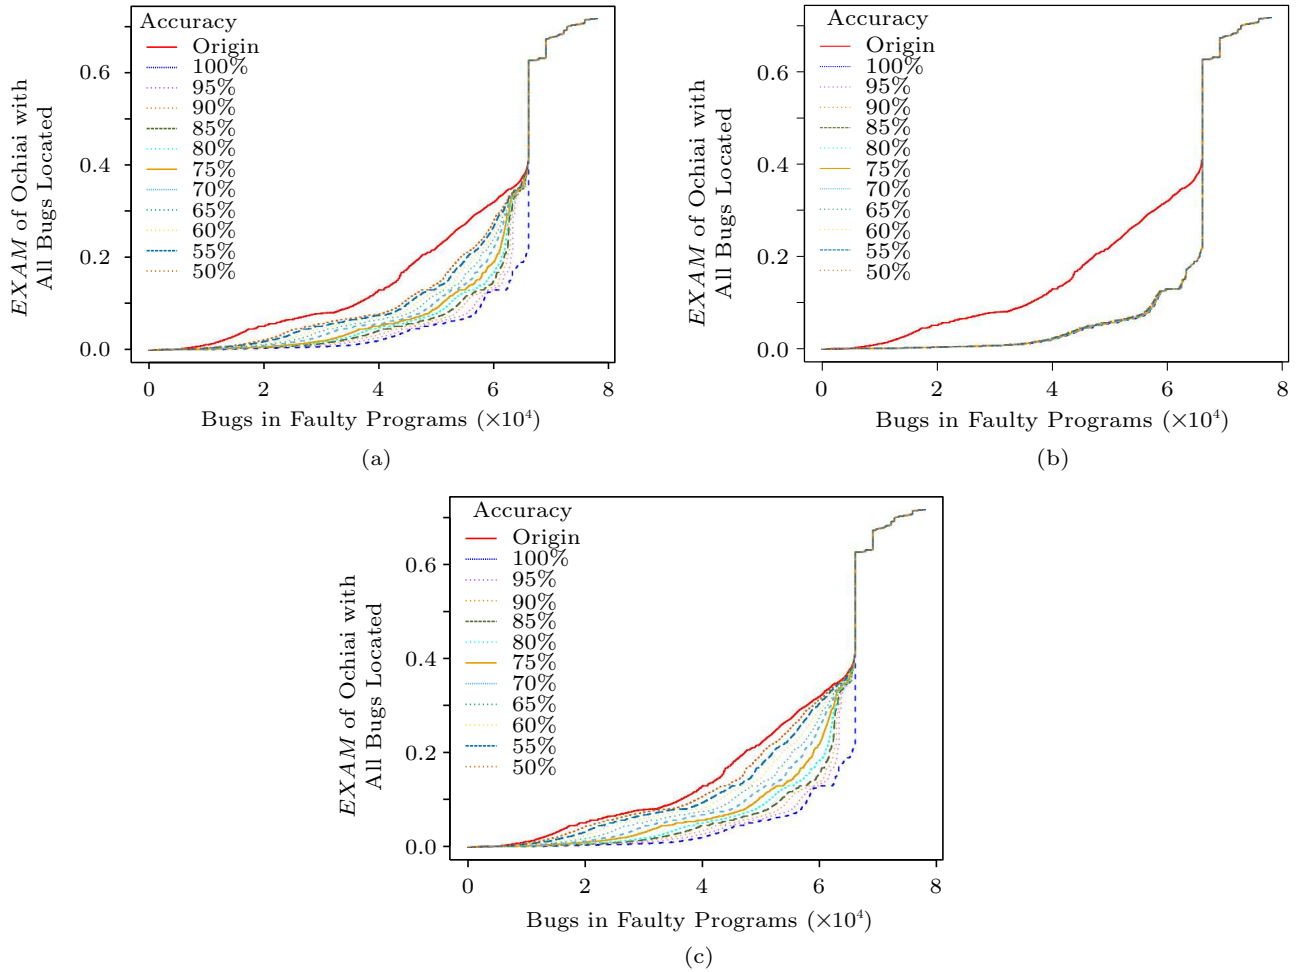 Accuracy
Origin
100%
95%
90%
85%
80%
75%
70%
65%
60%
55%
50%
EXAM of Ochiai with
All Bugs Located
0.6
0.4
0.2
0.0
0 2 4 6 8
Bugs in Faulty Programs (×10⁴)
(a)
Accuracy
Origin
100%
95%
90%
85%
80%
75%
70%
65%
60%
55%
50%
EXAM of Ochiai with
All Bugs Located
0.6
0.4
0.2
0.0
0 2 4 6 8
Bugs in Faulty Programs (×10⁴)
(b)
Accuracy
Origin
100%
95%
90%
85%
80%
75%
70%
65%
60%
55%
50%
EXAM of Ochiai with
All Bugs Located
0.6
0.4
0.2
0.0
0 2 4 6 8
Bugs in Faulty Programs (×10⁴)
(c)